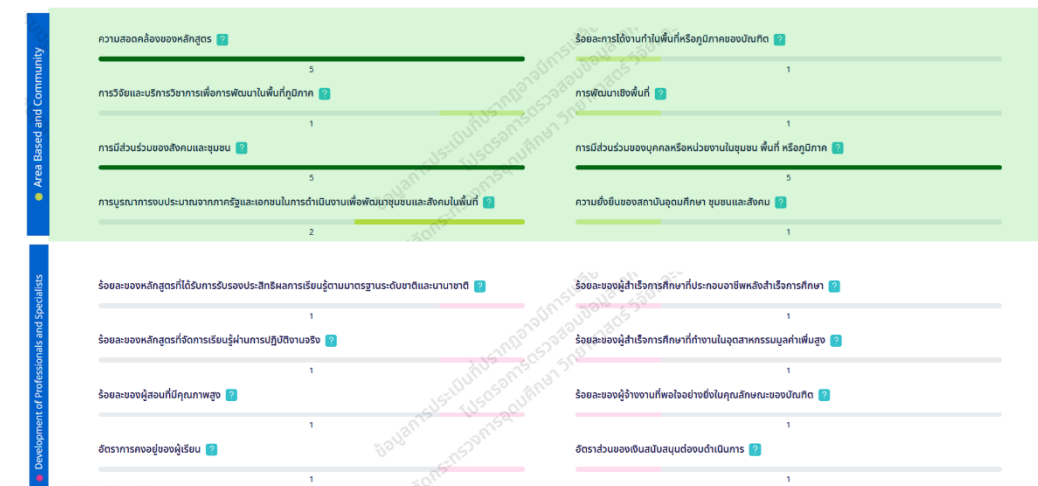 Area Based and Community
ความสอดคล้องของหลักสูตร ?
5
ร้อยละการได้งานทำในพื้นที่หรือภูมิภาคของบัณฑิต ?
1
การวิจัยและบริการวิชาการเพื่อการพัฒนาในพื้นที่ภูมิภาค ?
1
การพัฒนาเชิงพื้นที่ ?
1
การมีส่วนร่วมของสังคมและชุมชน ?
5
การมีส่วนร่วมของบุคคลหรือหน่วยงานในชุมชน พื้นที่ หรือภูมิภาค ?
5
การบูรณาการงบประมาณจากภาครัฐและเอกชนในการดำเนินงานเพื่อพัฒนาชุมชนและสังคมในพื้นที่ ?
2
ความยั่งยืนของสถาบันอุดมศึกษา ชุมชนและสังคม ?
1
Development of Professionals and Specialists
ร้อยละของหลักสูตรที่ได้รับการรับรองประสิทธิผลการเรียนรู้ตามมาตรฐานระดับชาติและนานาชาติ ?
1
ร้อยละของผู้สำเร็จการศึกษาที่ประกอบอาชีพหลังสำเร็จการศึกษา ?
1
ร้อยละของหลักสูตรที่จัดการเรียนรู้ผ่านการปฏิบัติงานจริง ?
1
ร้อยละของผู้สำเร็จการศึกษาที่ทำงานในอุตสาหกรรมมูลค่าเพิ่มสูง ?
1
ร้อยละของผู้สอนที่มีคุณภาพสูง ?
1
ร้อยละของผู้จ้างงานที่พอใจอย่างยิ่งในคุณลักษณะของบัณฑิต ?
1
อัตราการคงอยู่ของผู้เรียน ?
1
อัตราส่วนของเงินสนับสนุนต่องบดำเนินการ ?
1